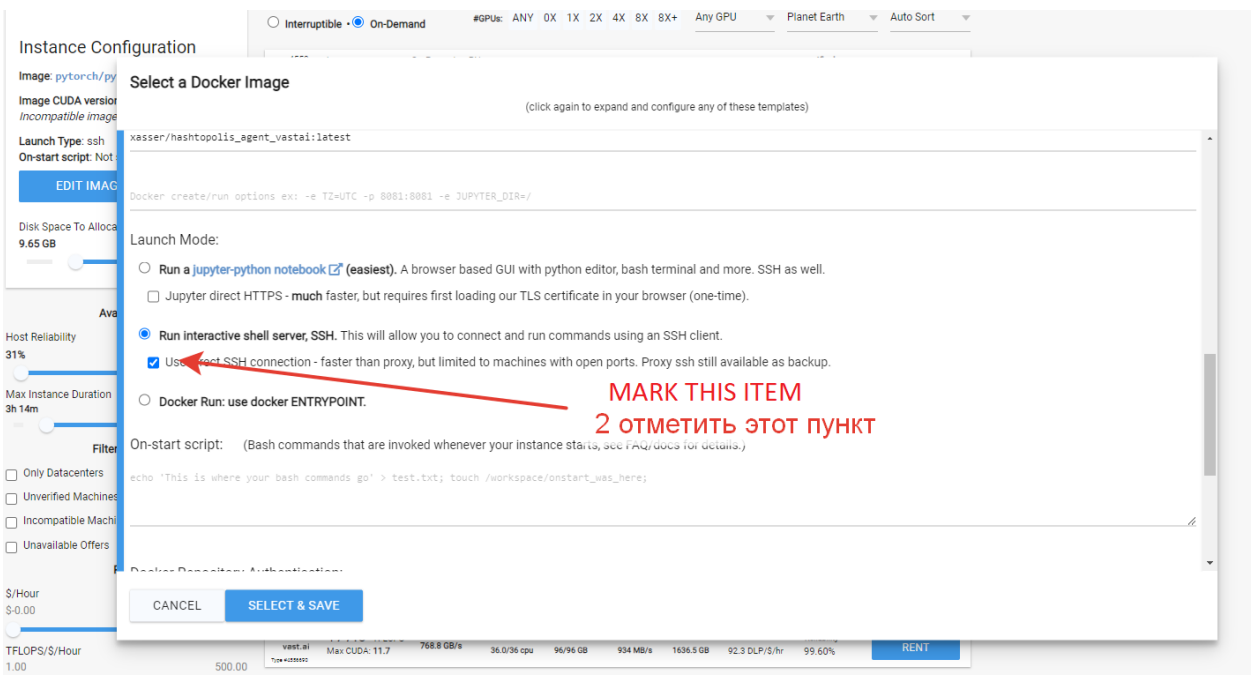 Interruptible • On-Demand #GPUs: ANY 0X 1X 2X 4X 8X 8X+ Any GPU Planet Earth Auto Sort
Instance Configuration
Image: pytorch/py
Image CUDA version
Incompatible image
Launch Type: ssh
On-start script: Not
EDIT IMAG
Disk Space To Alloca
9.65 GB
Ava
Host Reliability
31%
Max Instance Duration
3h 14m
Filter
Only Datacenters
Unverified Machines
Incompatible Machi
Unavailable Offers
$/Hour
$-0.00
TFLOPS/$/Hour
1.00 500.00
Select a Docker Image
(click again to expand and configure any of these templates)
xasser/hashtopolis_agent_vastai:latest
Docker create/run options ex: -e TZ=UTC -p 8081:8081 -e JUPYTER_DIR=/
Launch Mode:
Run a jupyter-python notebook (easiest). A browser based GUI with python editor, bash terminal and more. SSH as well.
Jupyter direct HTTPS - much faster, but requires first loading our TLS certificate in your browser (one-time).
Run interactive shell server, SSH. This will allow you to connect and run commands using an SSH client.
Use direct SSH connection - faster than proxy, but limited to machines with open ports. Proxy ssh still available as backup.
MARK THIS ITEM
2 отметить этот пункт
Docker Run: use docker ENTRYPOINT.
On-start script: (Bash commands that are invoked whenever your instance starts, see FAQ/docs for details.)
echo 'This is where your bash commands go' > test.txt; touch /workspace/onstart_was_here;
Docker Repository Authentication:
CANCEL SELECT & SAVE
vast.ai Max CUDA: 11.7 768.8 GB/s 36.0/36 cpu 96/96 GB 934 MB/s 1636.5 GB 92.3 DLP/$/hr 99.60% RENT